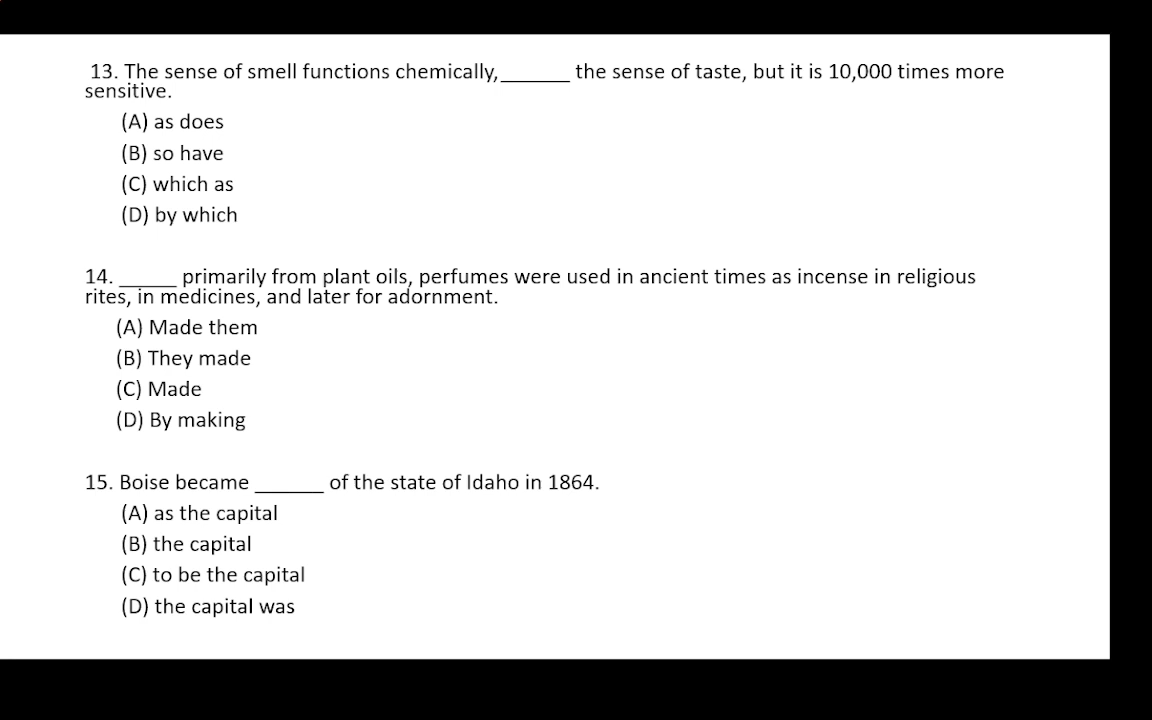 13. The sense of smell functions chemically,______ the sense of taste, but it is 10,000 times more
sensitive.
(A) as does
(B) so have
(C) which as
(D) by which
14. _____ primarily from plant oils, perfumes were used in ancient times as incense in religious
rites, in medicines, and later for adornment.
(A) Made them
(B) They made
(C) Made
(D) By making
15. Boise became ______ of the state of Idaho in 1864.
(A) as the capital
(B) the capital
(C) to be the capital
(D) the capital was